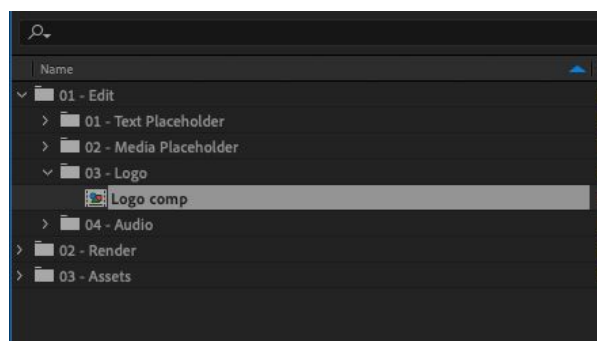 Name
01 - Edit
01 - Text Placeholder
02 - Media Placeholder
03 - Logo
Logo comp
04 - Audio
02 - Render
03 - Assets